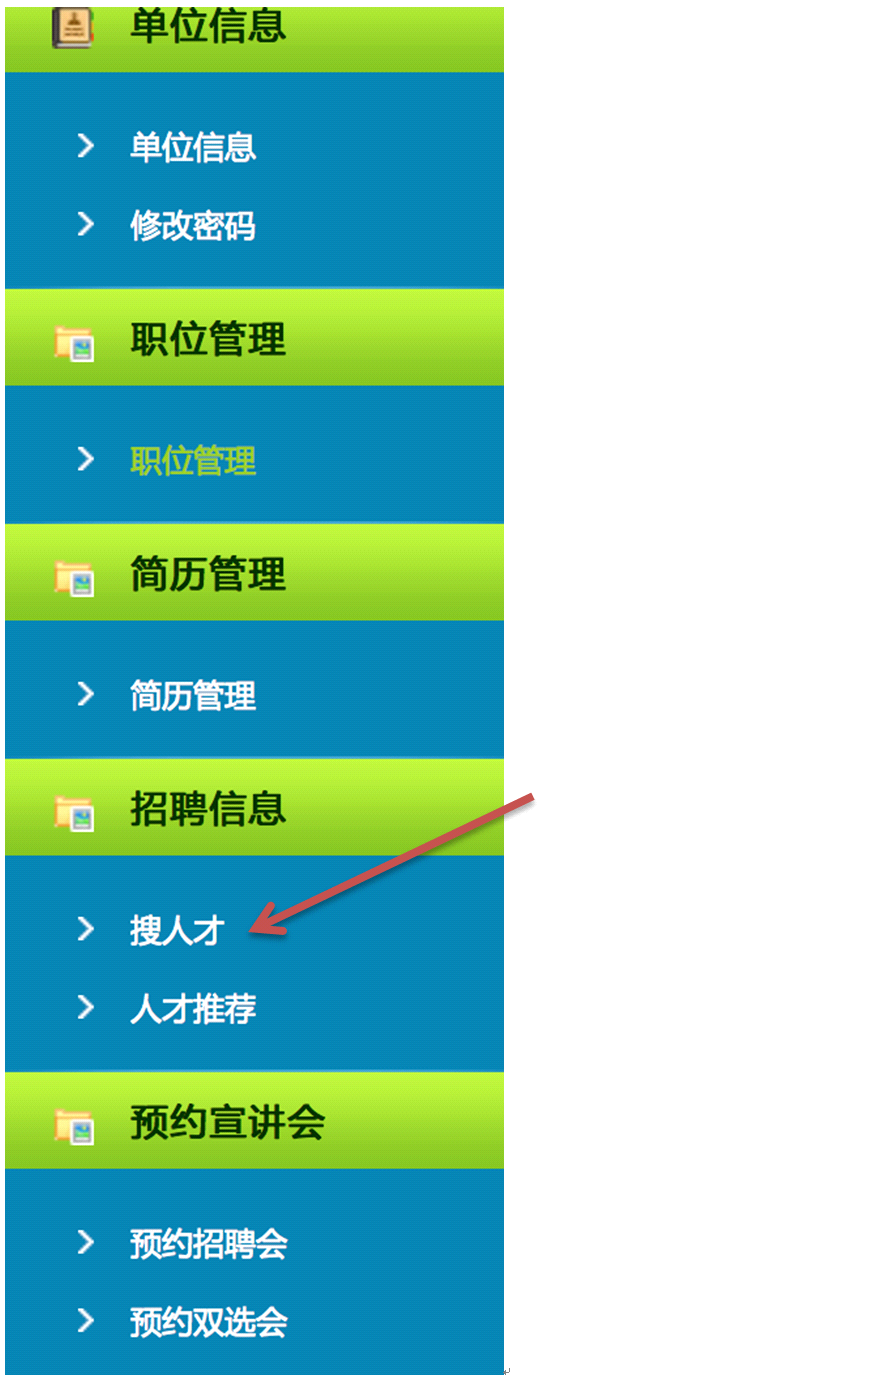 单位信息
单位信息
修改密码
职位管理
职位管理
简历管理
简历管理
招聘信息
搜人才
人才推荐
预约宣讲会
预约招聘会
预约双选会